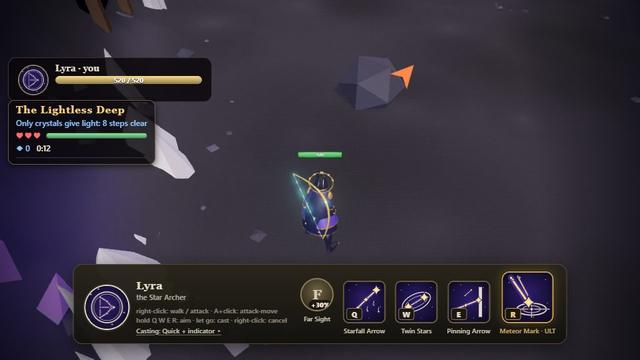 Lyra - you
520 / 520
The Lightless Deep
Only crystals give light: 8 steps clear
0 0:12
Lyra
the Star Archer
right-click: walk / attack · A+click: attack-move
hold Q W E R: aim · let go: cast · right-click: cancel
Casting: Quick + indicator
F
+30%
Far Sight
Q
Starfall Arrow
W
Twin Stars
E
Pinning Arrow
R
Meteor Mark · ULT